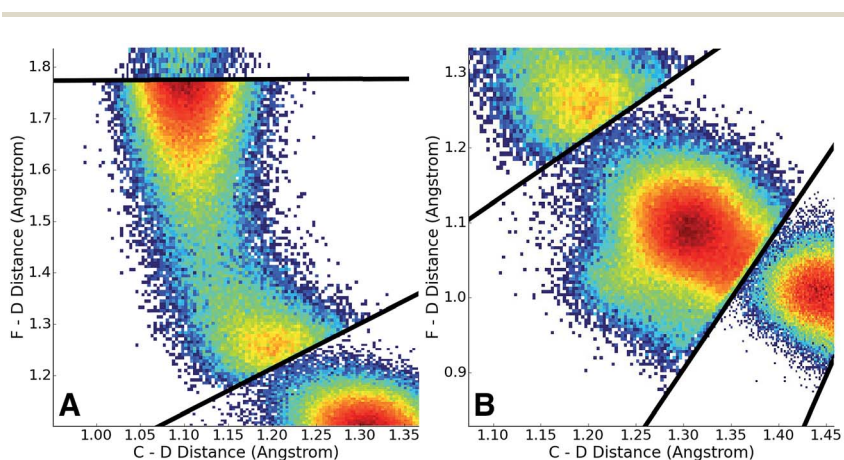 1.8
1.7
1.6
1.5
1.4
1.3
1.2
F - D Distance (Angstrom)
A
1.00 1.05 1.10 1.15 1.20 1.25 1.30 1.35
C - D Distance (Angstrom)
1.3
1.2
1.1
1.0
0.9
F - D Distance (Angstrom)
B
1.10 1.15 1.20 1.25 1.30 1.35 1.40 1.45
C - D Distance (Angstrom)